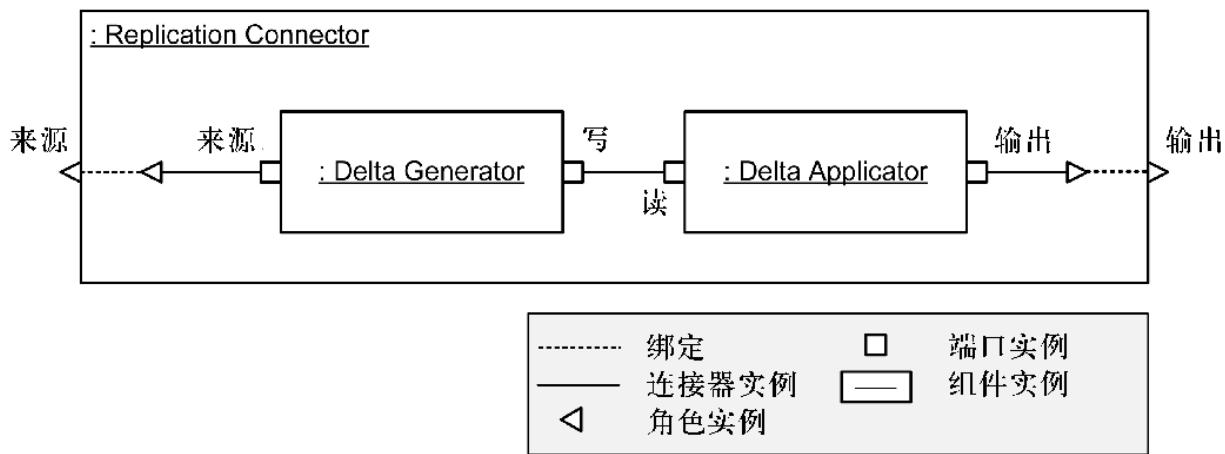 : Replication Connector
来源
来源
: Delta Generator
写
读
: Delta Applicator
输出
输出
绑定
端口实例
连接器实例
组件实例
角色实例